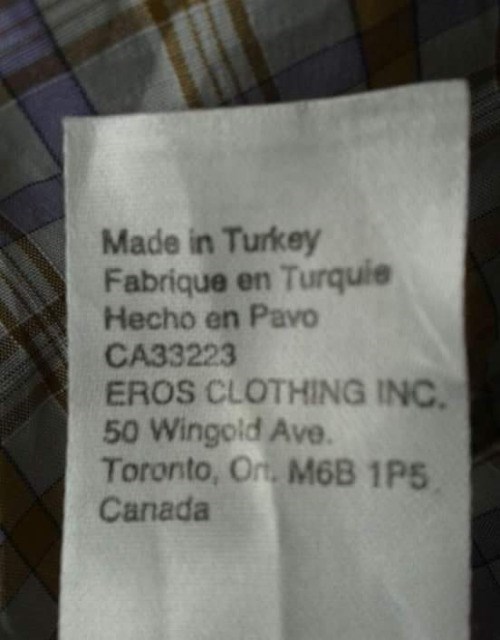 Made in Turkey
Fabrique en Turquie
Hecho en Pavo
CA33223
EROS CLOTHING INC.
50 Wingold Ave.
Toronto, On. M6B 1P5
Canada